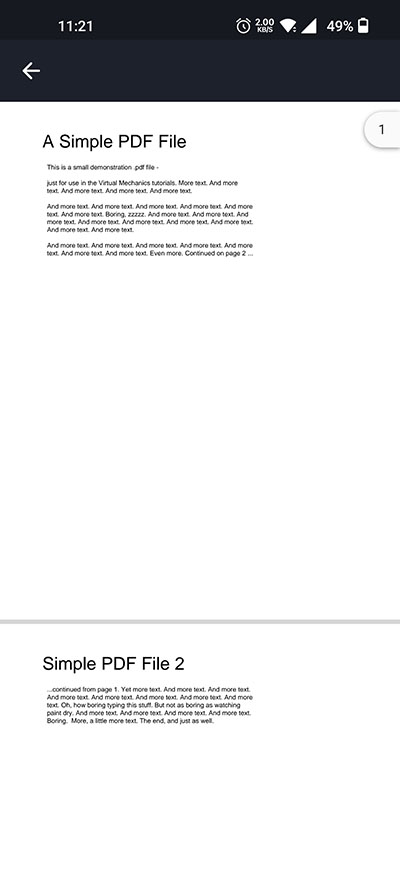 11:21
2.00
KB/S
49%
1
A Simple PDF File
This is a small demonstration .pdf file -
just for use in the Virtual Mechanics tutorials. More text. And more
text. And more text. And more text. And more text.
And more text. And more text. And more text. And more text. And more
text. And more text. Boring, zzzzz. And more text. And more text. And
more text. And more text. And more text. And more text. And more text.
And more text. And more text.
And more text. And more text. And more text. And more text. And more
text. And more text. And more text. Even more. Continued on page 2 ...
Simple PDF File 2
...continued from page 1. Yet more text. And more text. And more text.
And more text. And more text. And more text. And more text. And more
text. Oh, how boring typing this stuff. But not as boring as watching
paint dry. And more text. And more text. And more text. And more text.
Boring.  More, a little more text. The end, and just as well.